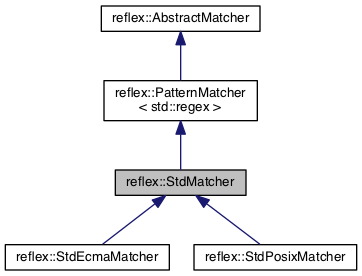 reflex::AbstractMatcher
reflex::PatternMatcher
< std::regex >
reflex::StdMatcher
reflex::StdEcmaMatcher
reflex::StdPosixMatcher